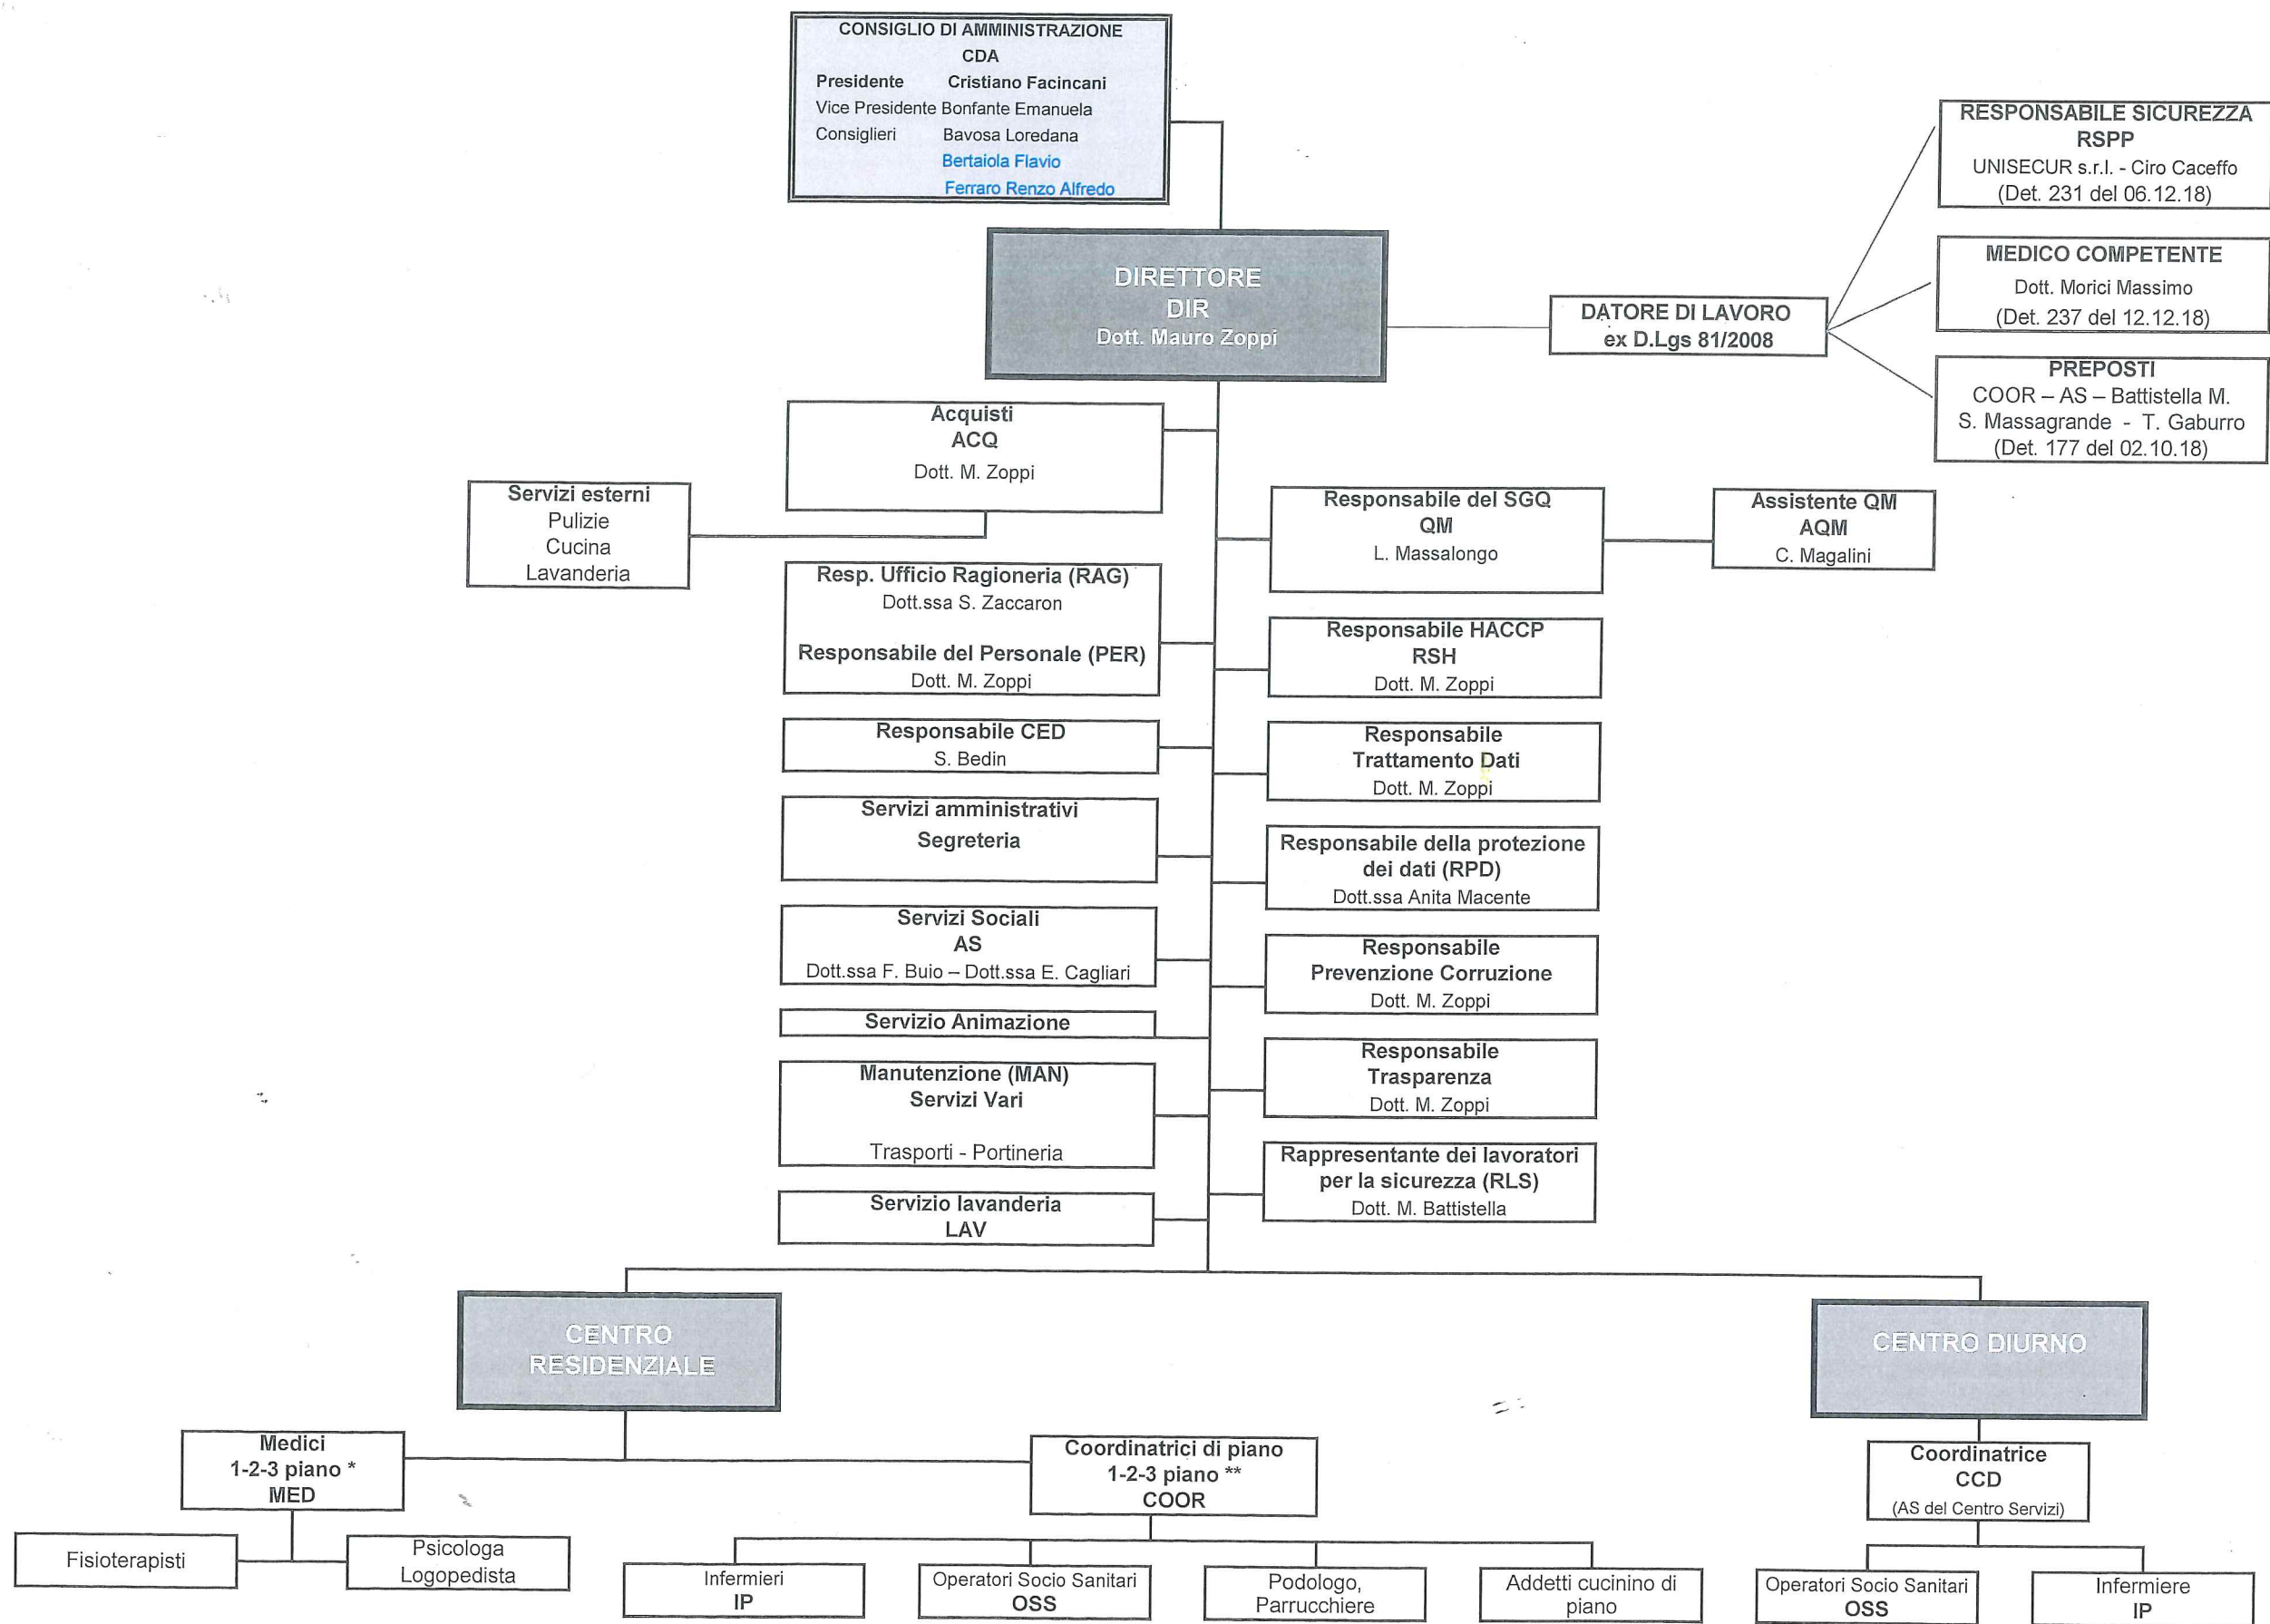 CONSIGLIO DI AMMINISTRAZIONE
CDA
Presidente Cristiano Facincani
Vice Presidente Bonfante Emanuela
Consiglieri Bavosa Loredana
Bertaiola Flavio
Ferraro Renzo Alfredo
RESPONSABILE SICUREZZA
RSPP
UNISECUR s.r.l. - Ciro Caceffo
(Det. 231 del 06.12.18)
DIRETTORE
DIR
Dott. Mauro Zoppi
DATORE DI LAVORO
ex D.Lgs 81/2008
MEDICO COMPETENTE
Dott. Morici Massimo
(Det. 237 del 12.12.18)
PREPOSTI
COOR – AS – Battistella M.
S. Massagrande - T. Gaburro
(Det. 177 del 02.10.18)
Acquisti
ACQ
Dott. M. Zoppi
Servizi esterni
Pulizie
Cucina
Lavanderia
Responsabile del SGQ
QM
L. Massalongo
Assistente QM
AQM
C. Magalini
Resp. Ufficio Ragioneria (RAG)
Dott.ssa S. Zaccaron
Responsabile del Personale (PER)
Dott. M. Zoppi
Responsabile HACCP
RSH
Dott. M. Zoppi
Responsabile CED
S. Bedin
Responsabile
Trattamento Dati
Dott. M. Zoppi
Servizi amministrativi
Segreteria
Responsabile della protezione
dei dati (RPD)
Dott.ssa Anita Macente
Servizi Sociali
AS
Dott.ssa F. Buio – Dott.ssa E. Cagliari
Responsabile
Prevenzione Corruzione
Dott. M. Zoppi
Servizio Animazione
Responsabile
Trasparenza
Dott. M. Zoppi
Manutenzione (MAN)
Servizi Vari
Trasporti - Portineria
Rappresentante dei lavoratori
per la sicurezza (RLS)
Dott. M. Battistella
Servizio lavanderia
LAV
CENTRO
RESIDENZIALE
CENTRO DIURNO
Medici
1-2-3 piano *
MED
Coordinatrici di piano
1-2-3 piano **
COOR
Coordinatrice
CCD
(AS del Centro Servizi)
Fisioterapisti
Psicologa
Logopedista
Infermieri
IP
Operatori Socio Sanitari
OSS
Podologo,
Parrucchiere
Addetti cucinino di
piano
Operatori Socio Sanitari
OSS
Infermiere
IP